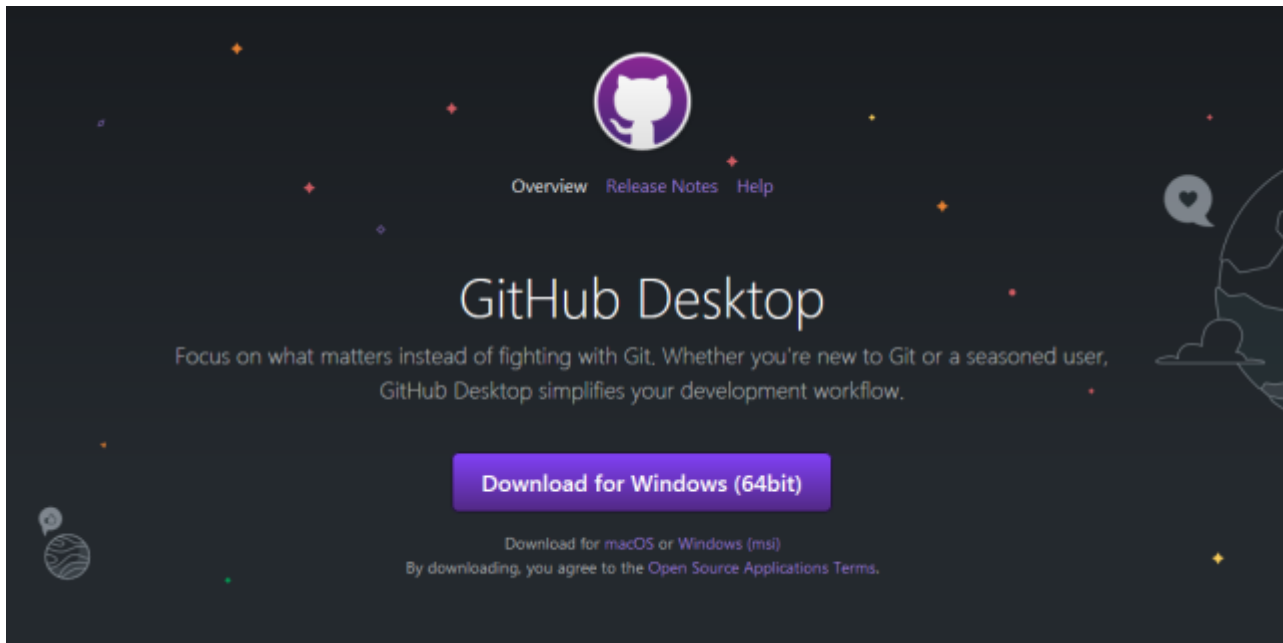 Overview Release Notes Help
GitHub Desktop
Focus on what matters instead of fighting with Git. Whether you're new to Git or a seasoned user,
GitHub Desktop simplifies your development workflow.
Download for Windows (64bit)
Download for macOS or Windows (msi)
By downloading, you agree to the Open Source Applications Terms.